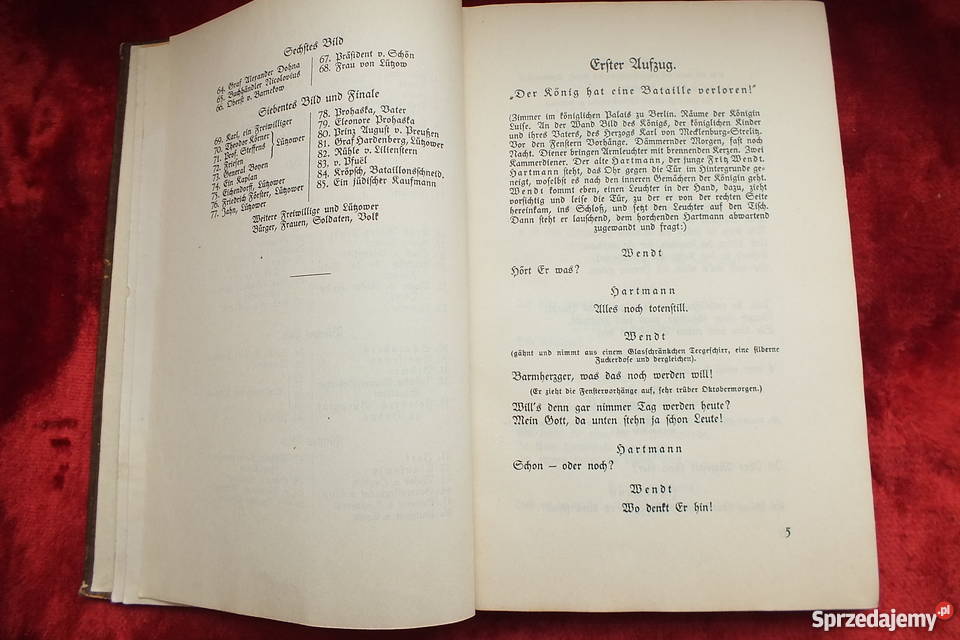 Sechstes Bild
64. Graf Alexander Dohna
65. Buchhändler Nicolovius
66. Oberst v. Barnekow
67. Präsident v. Schön
68. Frau von Lützow
Siebentes Bild und Finale
69. Karl, ein Freiwilliger
70. Theodor Körner
71. Prof. Steffens
72. Friesen
Lützower
73. General Boyen
74. Ein Kaplan
75. Eichendorff, Lützower
76. Friedrich Förster, Lützower
77. Jahn, Lützower
78. Prohaska, Vater
79. Eleonore Prohaska
80. Prinz August v. Preußen
81. Graf Hardenberg, Lützower
82. Rühle v. Lilienstern
83. v. Pfuël
84. Kröpsch, Bataillonsschneid.
85. Ein jüdischer Kaufmann
Weitere Freiwillige und Lützower
Bürger, Frauen, Soldaten, Volk
Erster Aufzug.
„Der König hat eine Bataille verloren!"
(Zimmer im königlichen Palais zu Berlin. Räume der Königin
Luise. An der Wand Bild des Königs, der königlichen Kinder
und ihres Vaters, des Herzogs Karl von Mecklenburg-Strelitz.
Vor den Fenstern Vorhänge. Dämmernder Morgen, fast noch
Nacht. Diener bringen Armleuchter mit brennenden Kerzen. Zwei
Kammerdiener. Der alte Hartmann, der junge Fritz Wendt.
Hartmann steht, das Ohr gegen die Tür im Hintergrunde ge-
neigt, woselbst es nach den inneren Gemächern der Königin geht.
Wendt kommt eben, einen Leuchter in der Hand, dazu, zieht
vorsichtig und leise die Tür, zu der er von der rechten Seite
hereinkam, ins Schloß, und setzt den Leuchter auf den Tisch.
Dann steht er lauschend, dem horchenden Hartmann abwartend
zugewandt und fragt:)
Wendt
Hört Er was?
Hartmann
Alles noch totenstill.
Wendt
(gähnt und nimmt aus einem Glasschränkchen Teegeschirr, eine silberne
Zuckerdose und dergleichen).
Barmherzger, was das noch werden will!
(Er zieht die Fenstervorhänge auf, sehr trüber Oktobermorgen.)
Will's denn gar nimmer Tag werden heute?
Mein Gott, da unten stehn ja schon Leute!
Hartmann
Schon — oder noch?
Wendt
Wo denkt Er hin!
5
Sprzedajemy.pl